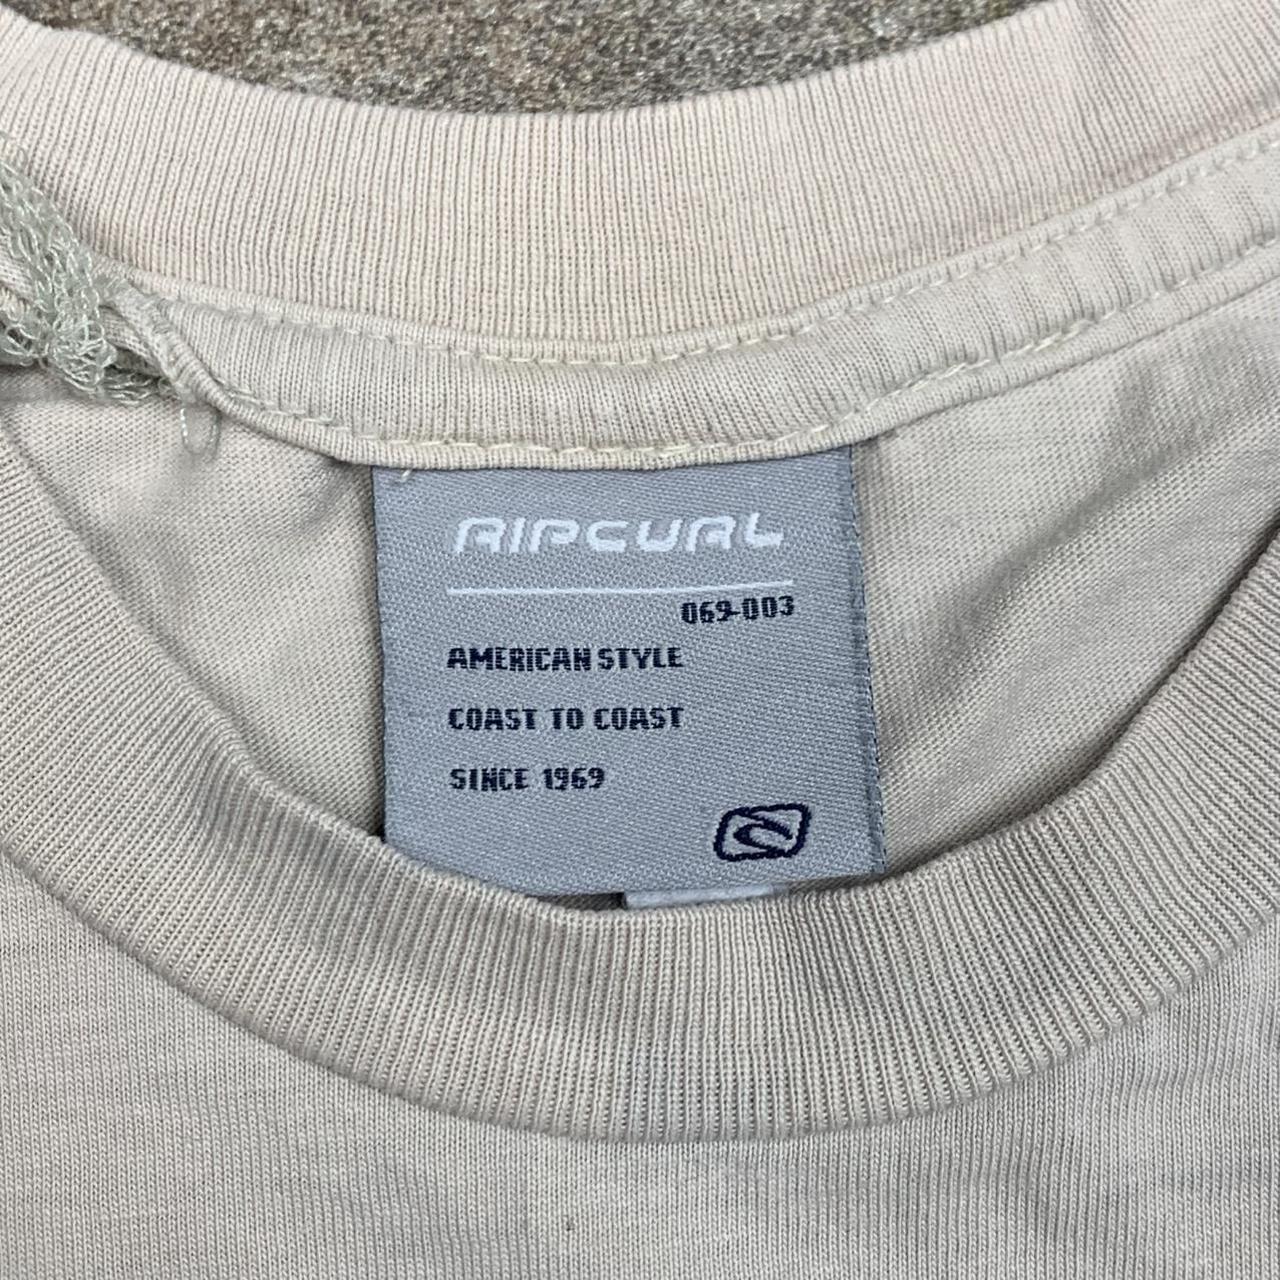 RIPCURL
069-003
AMERICAN STYLE
COAST TO COAST
SINCE 1969